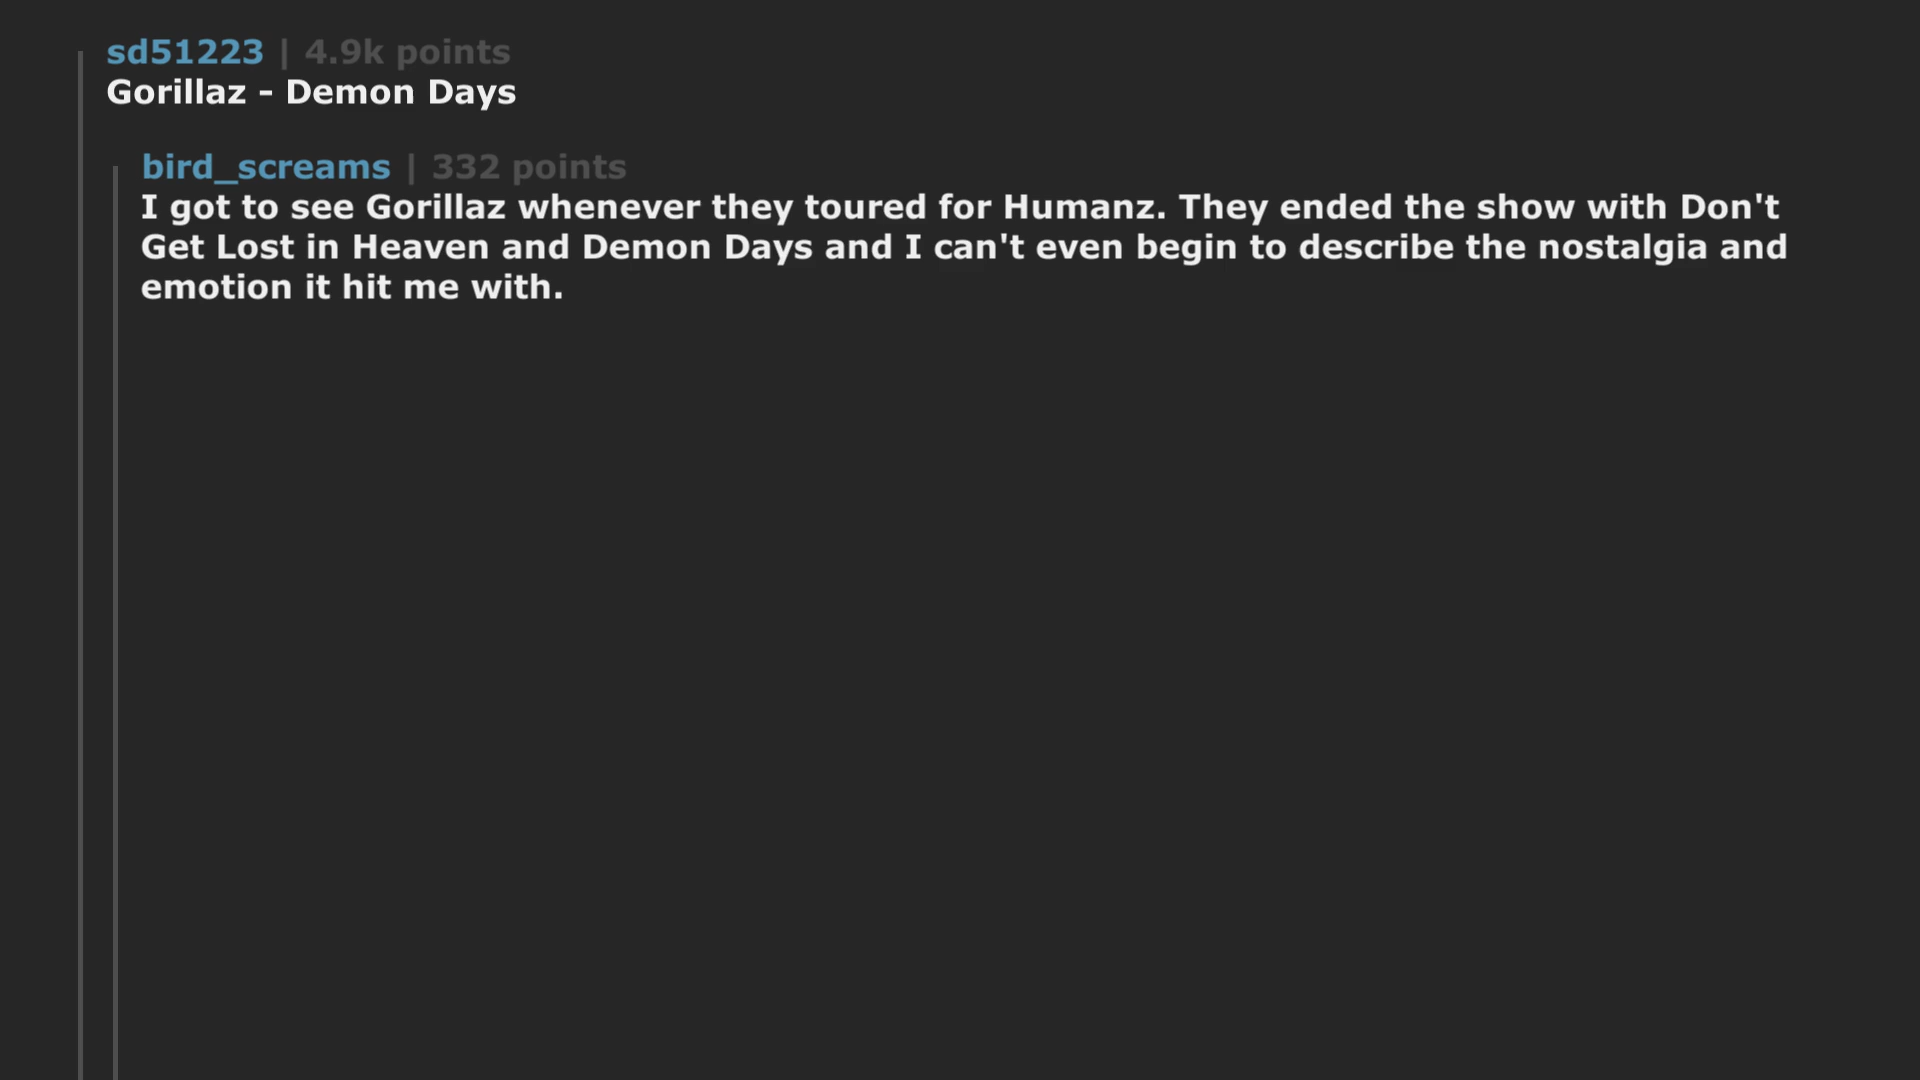 sd51223 | 4.9k points
Gorillaz - Demon Days
bird_screams | 332 points
I got to see Gorillaz whenever they toured for Humanz. They ended the show with Don't
Get Lost in Heaven and Demon Days and I can't even begin to describe the nostalgia and
emotion it hit me with.